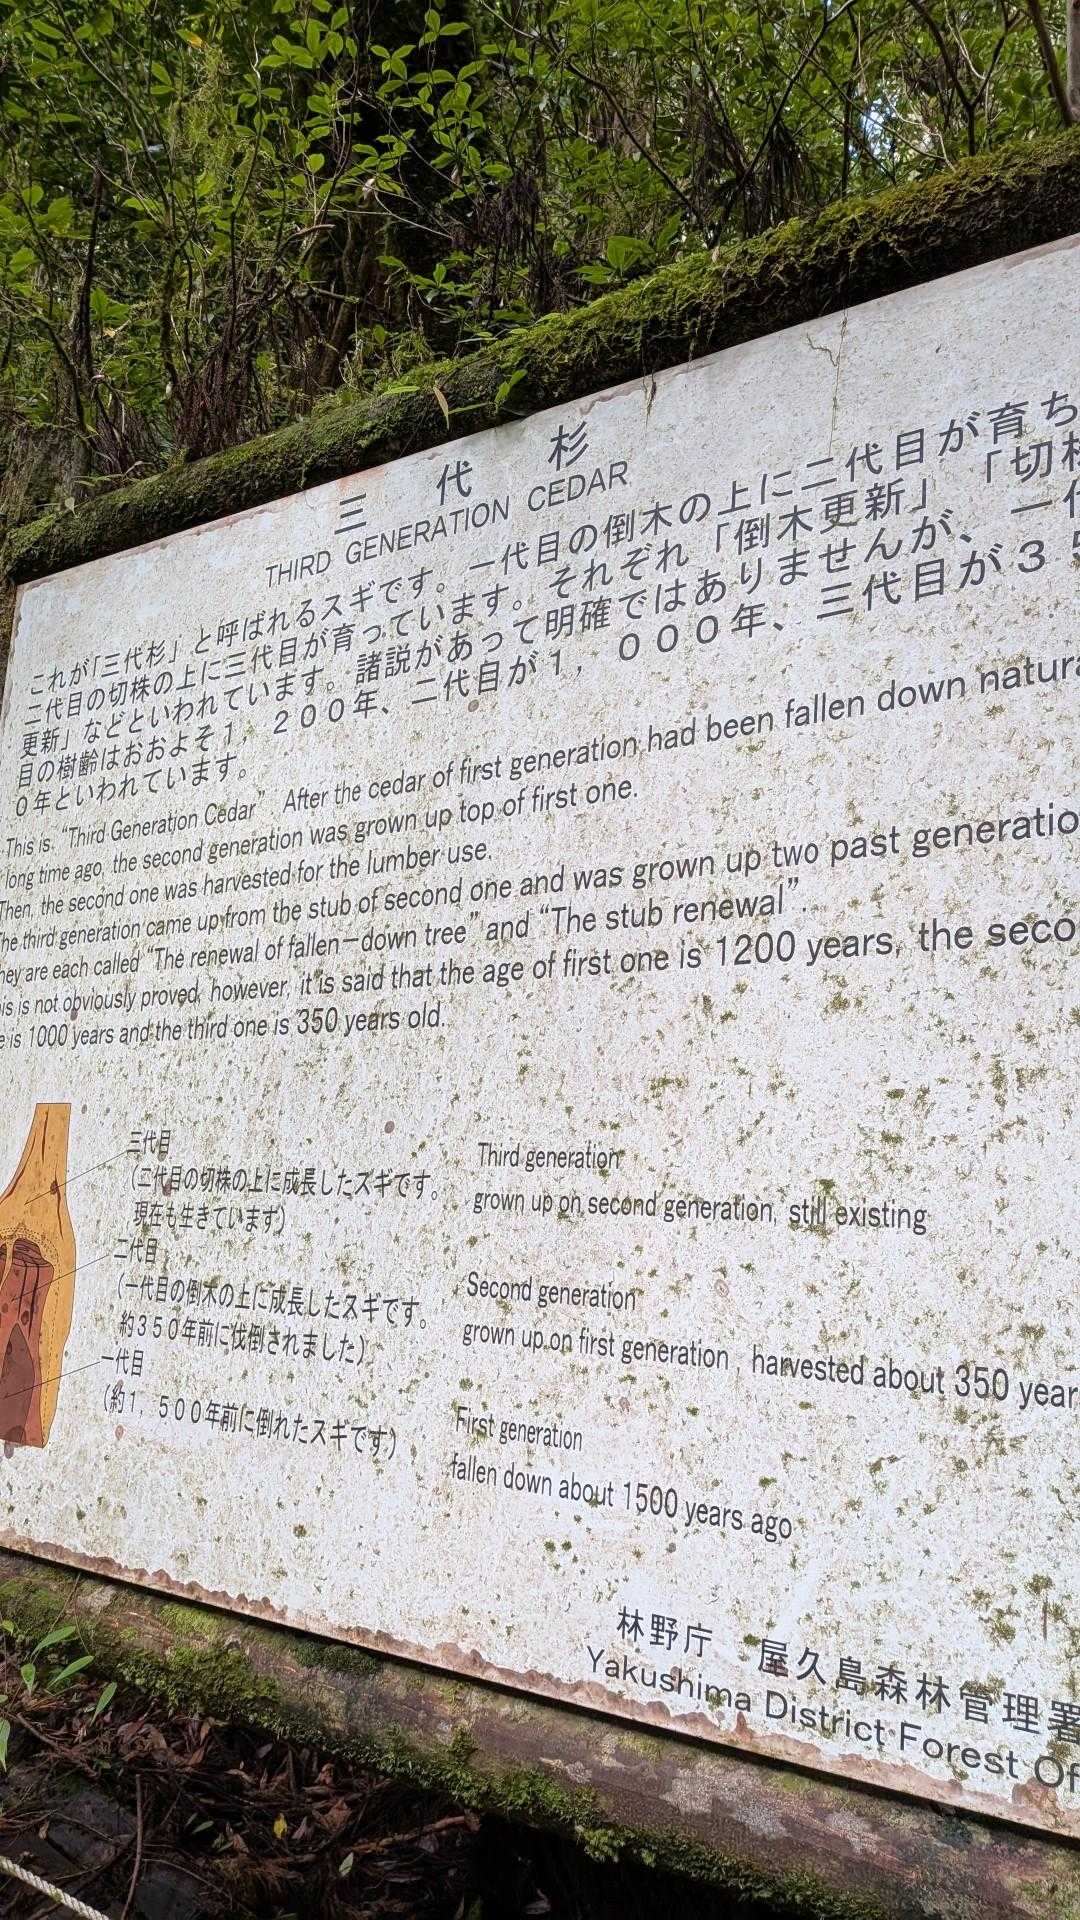 三代杉
THIRD GENERATION CEDAR
これが「三代杉」と呼ばれるスギです。一代目の倒木の上に二代目が育ち
二代目の切株の上に三代目が育っています。それぞれ「倒木更新」「切株
更新」などといわれています。諸説があって明確ではありませんが、一代
目の樹齢はおおよそ1,200年、二代目が1,000年、三代目が35
0年といわれています。
This is “Third Generation Cedar” After the cedar of first generation had been fallen down natura
long time ago, the second generation was grown up top of first one.
Then, the second one was harvested for the lumber use.
he third generation came up from the stub of second one and was grown up two past generatio
hey are each called “The renewal of fallen－down tree” and “The stub renewal”.
is is not obviously proved, however, it is said that the age of first one is 1200 years, the seco
e is 1000 years and the third one is 350 years old.
三代目
（二代目の切株の上に成長したスギです。
現在も生きています）
Third generation
grown up on second generation, still existing
二代目
（一代目の倒木の上に成長したスギです。
約350年前に伐倒されました）
Second generation
grown up on first generation , harvested about 350 year
一代目
（約1,500年前に倒れたスギです）
First generation
fallen down about 1500 years ago
林野庁 屋久島森林管理署
Yakushima District Forest Of